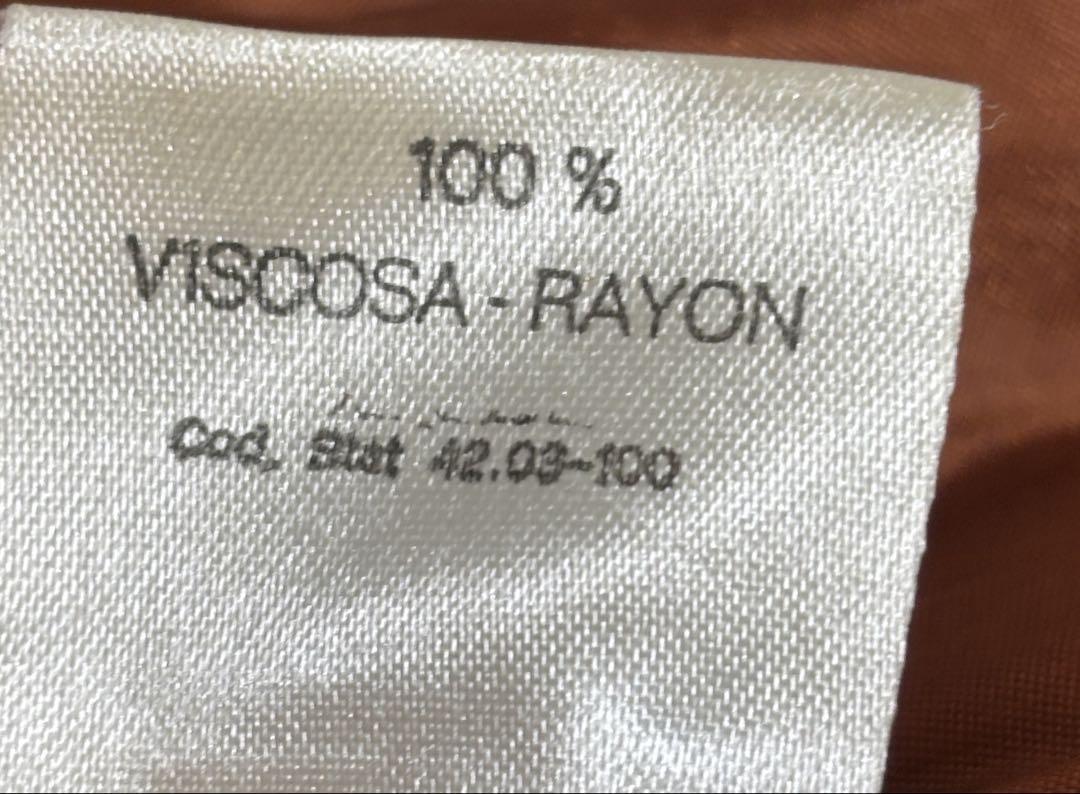 100 %
VISCOSA - RAYON
Cod. Stat 42.03-100